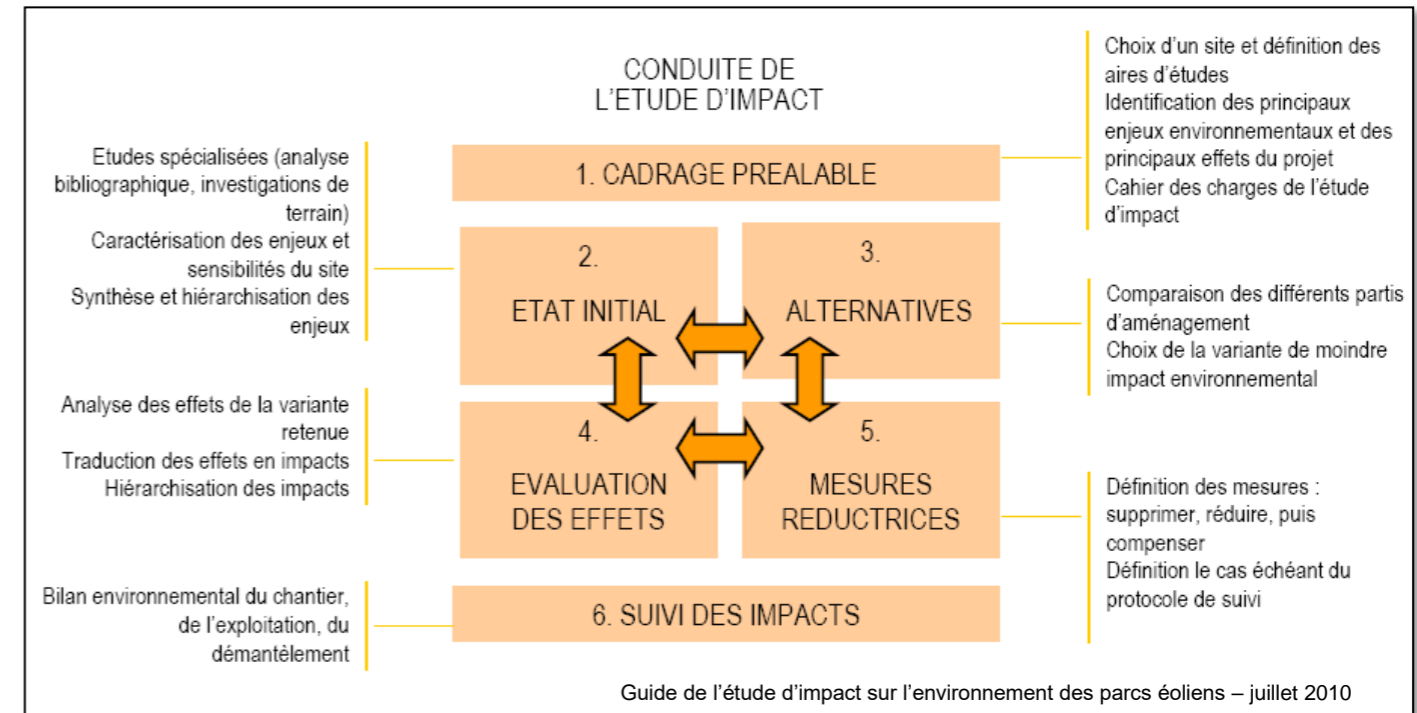 CONDUITE DE
L'ETUDE D'IMPACT
1. CADRAGE PREALABLE
Choix d'un site et définition des
aires d'études
Identification des principaux
enjeux environnementaux et des
principaux effets du projet
Cahier des charges de l'étude
d'impact
Etudes spécialisées (analyse
bibliographique, investigations de
terrain)
Caractérisation des enjeux et
sensibilités du site
Synthèse et hiérarchisation des
enjeux
2.
ETAT INITIAL
3.
ALTERNATIVES
Comparaison des différents partis
d'aménagement
Choix de la variante de moindre
impact environnemental
Analyse des effets de la variante
retenue
Traduction des effets en impacts
Hiérarchisation des impacts
4.
EVALUATION
DES EFFETS
5.
MESURES
REDUCTRICES
Définition des mesures :
supprimer, réduire, puis
compenser
Définition le cas échéant du
protocole de suivi
Bilan environnemental du chantier,
de l'exploitation, du
démantèlement
6. SUIVI DES IMPACTS
Guide de l'étude d'impact sur l'environnement des parcs éoliens – juillet 2010